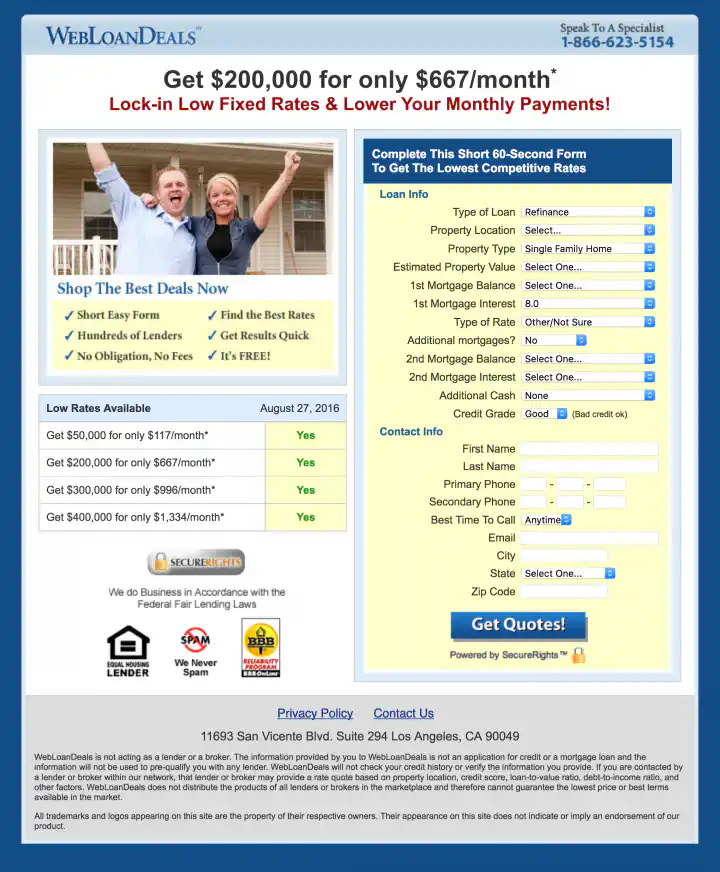 WebLoanDeals™
Speak To A Specialist
1-866-623-5154
Get $200,000 for only $667/month*
Lock-in Low Fixed Rates & Lower Your Monthly Payments!
Shop The Best Deals Now
✓ Short Easy Form ✓ Find the Best Rates
✓ Hundreds of Lenders ✓ Get Results Quick
✓ No Obligation, No Fees ✓ It's FREE!
Low Rates Available August 27, 2016
Get $50,000 for only $117/month* Yes
Get $200,000 for only $667/month* Yes
Get $300,000 for only $996/month* Yes
Get $400,000 for only $1,334/month* Yes
SECURERIGHTS
We do Business in Accordance with the
Federal Fair Lending Laws
EQUAL HOUSING
LENDER
SPAM
We Never
Spam
BBB
RELIABILITY
PROGRAM
BBBOnLine
Complete This Short 60-Second Form
To Get The Lowest Competitive Rates
Loan Info
Type of Loan Refinance
Property Location Select...
Property Type Single Family Home
Estimated Property Value Select One...
1st Mortgage Balance Select One...
1st Mortgage Interest 8.0
Type of Rate Other/Not Sure
Additional mortgages? No
2nd Mortgage Balance Select One...
2nd Mortgage Interest Select One...
Additional Cash None
Credit Grade Good (Bad credit ok)
Contact Info
First Name
Last Name
Primary Phone - -
Secondary Phone - -
Best Time To Call Anytime
Email
City
State Select One...
Zip Code
Get Quotes!
Powered by SecureRights™
Privacy Policy Contact Us
11693 San Vicente Blvd. Suite 294 Los Angeles, CA 90049
WebLoanDeals is not acting as a lender or a broker. The information provided by you to WebLoanDeals is not an application for credit or a mortgage loan and the
information will not be used to pre-qualify you with any lender. WebLoanDeals will not check your credit history or verify the information you provide. If you are contacted by
a lender or broker within our network, that lender or broker may provide a rate quote based on property location, credit score, loan-to-value ratio, debt-to-income ratio, and
other factors. WebLoanDeals does not distribute the products of all lenders or brokers in the marketplace and therefore cannot guarantee the lowest price or best terms
available in the market.
All trademarks and logos appearing on this site are the property of their respective owners. Their appearance on this site does not indicate or imply an endorsement of our
product.